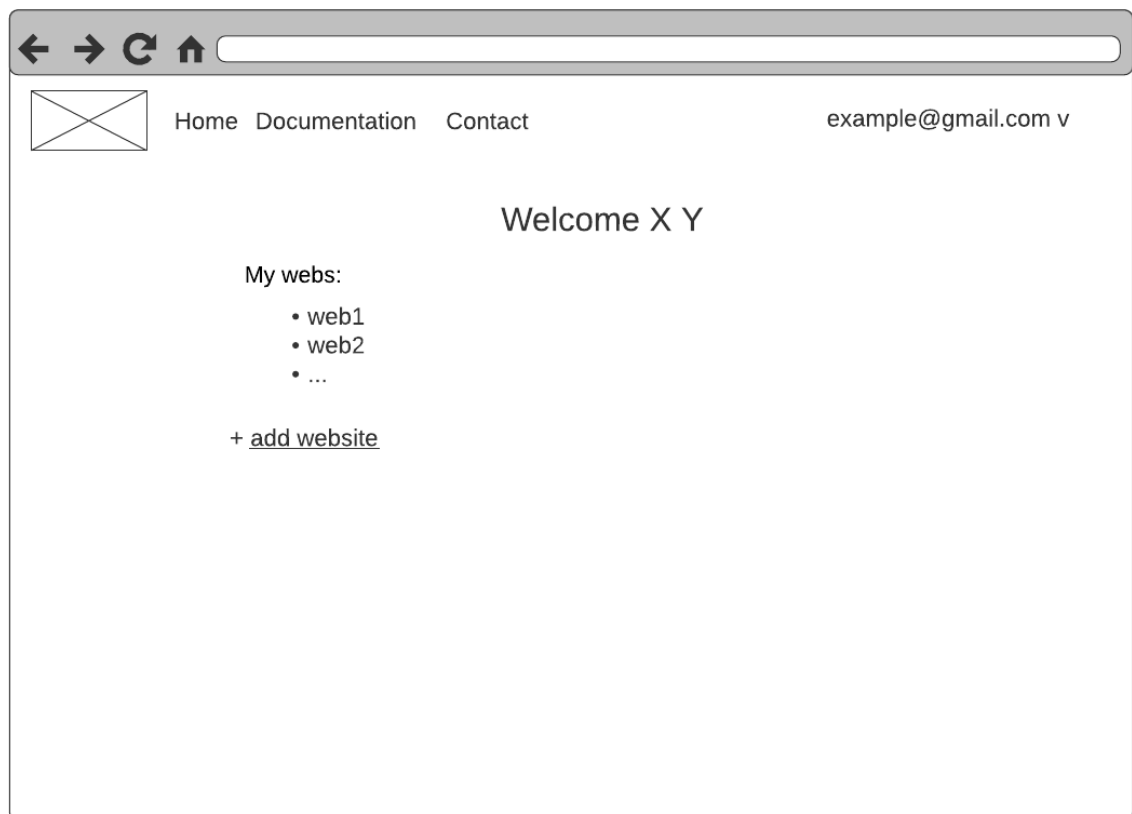 Home Documentation Contact example@gmail.com v
Welcome X Y
My webs:
• web1
• web2
• ...
+ add website